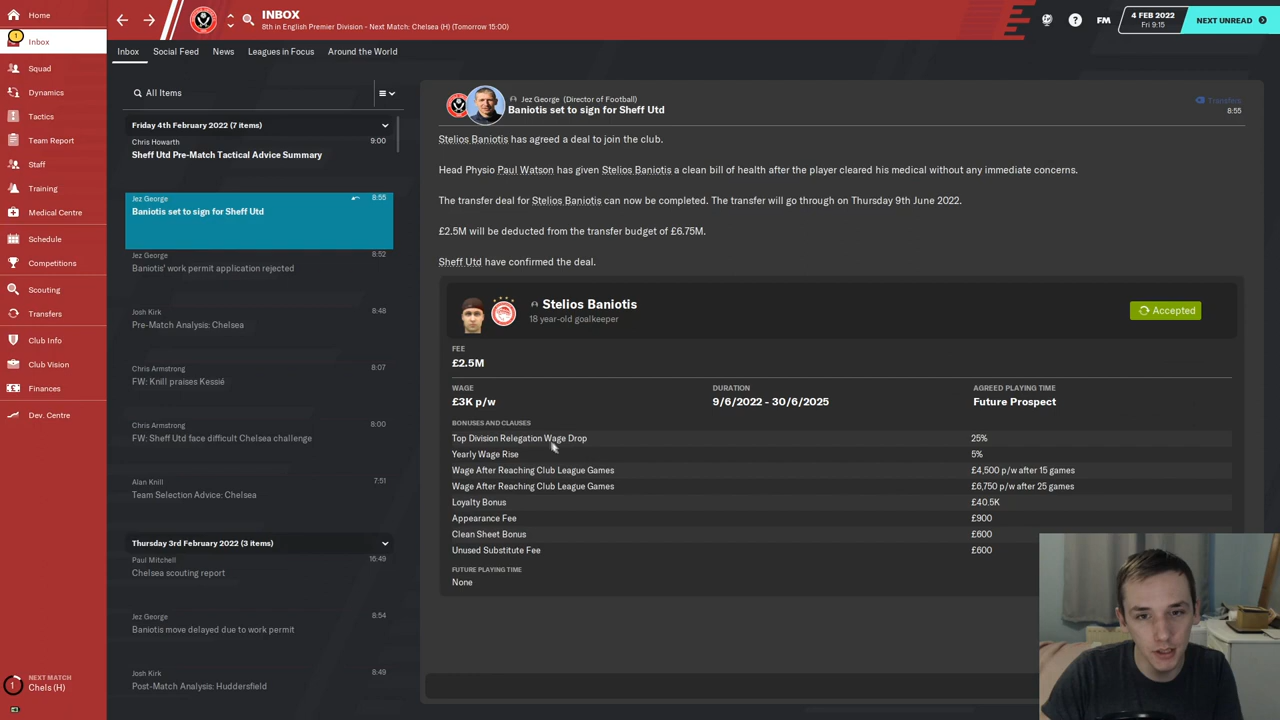 Home
Inbox
1
Squad
Dynamics
Tactics
Team Report
Staff
Training
Medical Centre
Schedule
Competitions
Scouting
Transfers
Club Info
Club Vision
Finances
Dev. Centre
NEXT MATCH
1 Chels (H)
INBOX
8th in English Premier Division - Next Match: Chelsea (H) (Tomorrow 15:00)
? FM
4 FEB 2022
Fri 9:15
NEXT UNREAD
Inbox Social Feed News Leagues in Focus Around the World
All Items
Friday 4th February 2022 (7 items)
Chris Howarth 9:00
Sheff Utd Pre-Match Tactical Advice Summary
Jez George 8:55
Baniotis set to sign for Sheff Utd
Jez George 8:52
Baniotis' work permit application rejected
Josh Kirk 8:48
Pre-Match Analysis: Chelsea
Chris Armstrong 8:07
FW: Knill praises Kessié
Chris Armstrong 8:00
FW: Sheff Utd face difficult Chelsea challenge
Alan Knill 7:51
Team Selection Advice: Chelsea
Thursday 3rd February 2022 (3 items)
Paul Mitchell 16:49
Chelsea scouting report
Jez George 8:54
Baniotis move delayed due to work permit
Josh Kirk 8:49
Post-Match Analysis: Huddersfield
Jez George (Director of Football)
Baniotis set to sign for Sheff Utd
Transfers
8:55
Stelios Baniotis has agreed a deal to join the club.
Head Physio Paul Watson has given Stelios Baniotis a clean bill of health after the player cleared his medical without any immediate concerns.
The transfer deal for Stelios Baniotis can now be completed. The transfer will go through on Thursday 9th June 2022.
£2.5M will be deducted from the transfer budget of £6.75M.
Sheff Utd have confirmed the deal.
Stelios Baniotis
18 year-old goalkeeper
Accepted
FEE
£2.5M
WAGE DURATION AGREED PLAYING TIME
£3K p/w 9/6/2022 - 30/6/2025 Future Prospect
BONUSES AND CLAUSES
Top Division Relegation Wage Drop 25%
Yearly Wage Rise 5%
Wage After Reaching Club League Games £4,500 p/w after 15 games
Wage After Reaching Club League Games £6,750 p/w after 25 games
Loyalty Bonus £40.5K
Appearance Fee £900
Clean Sheet Bonus £600
Unused Substitute Fee £600
FUTURE PLAYING TIME
None